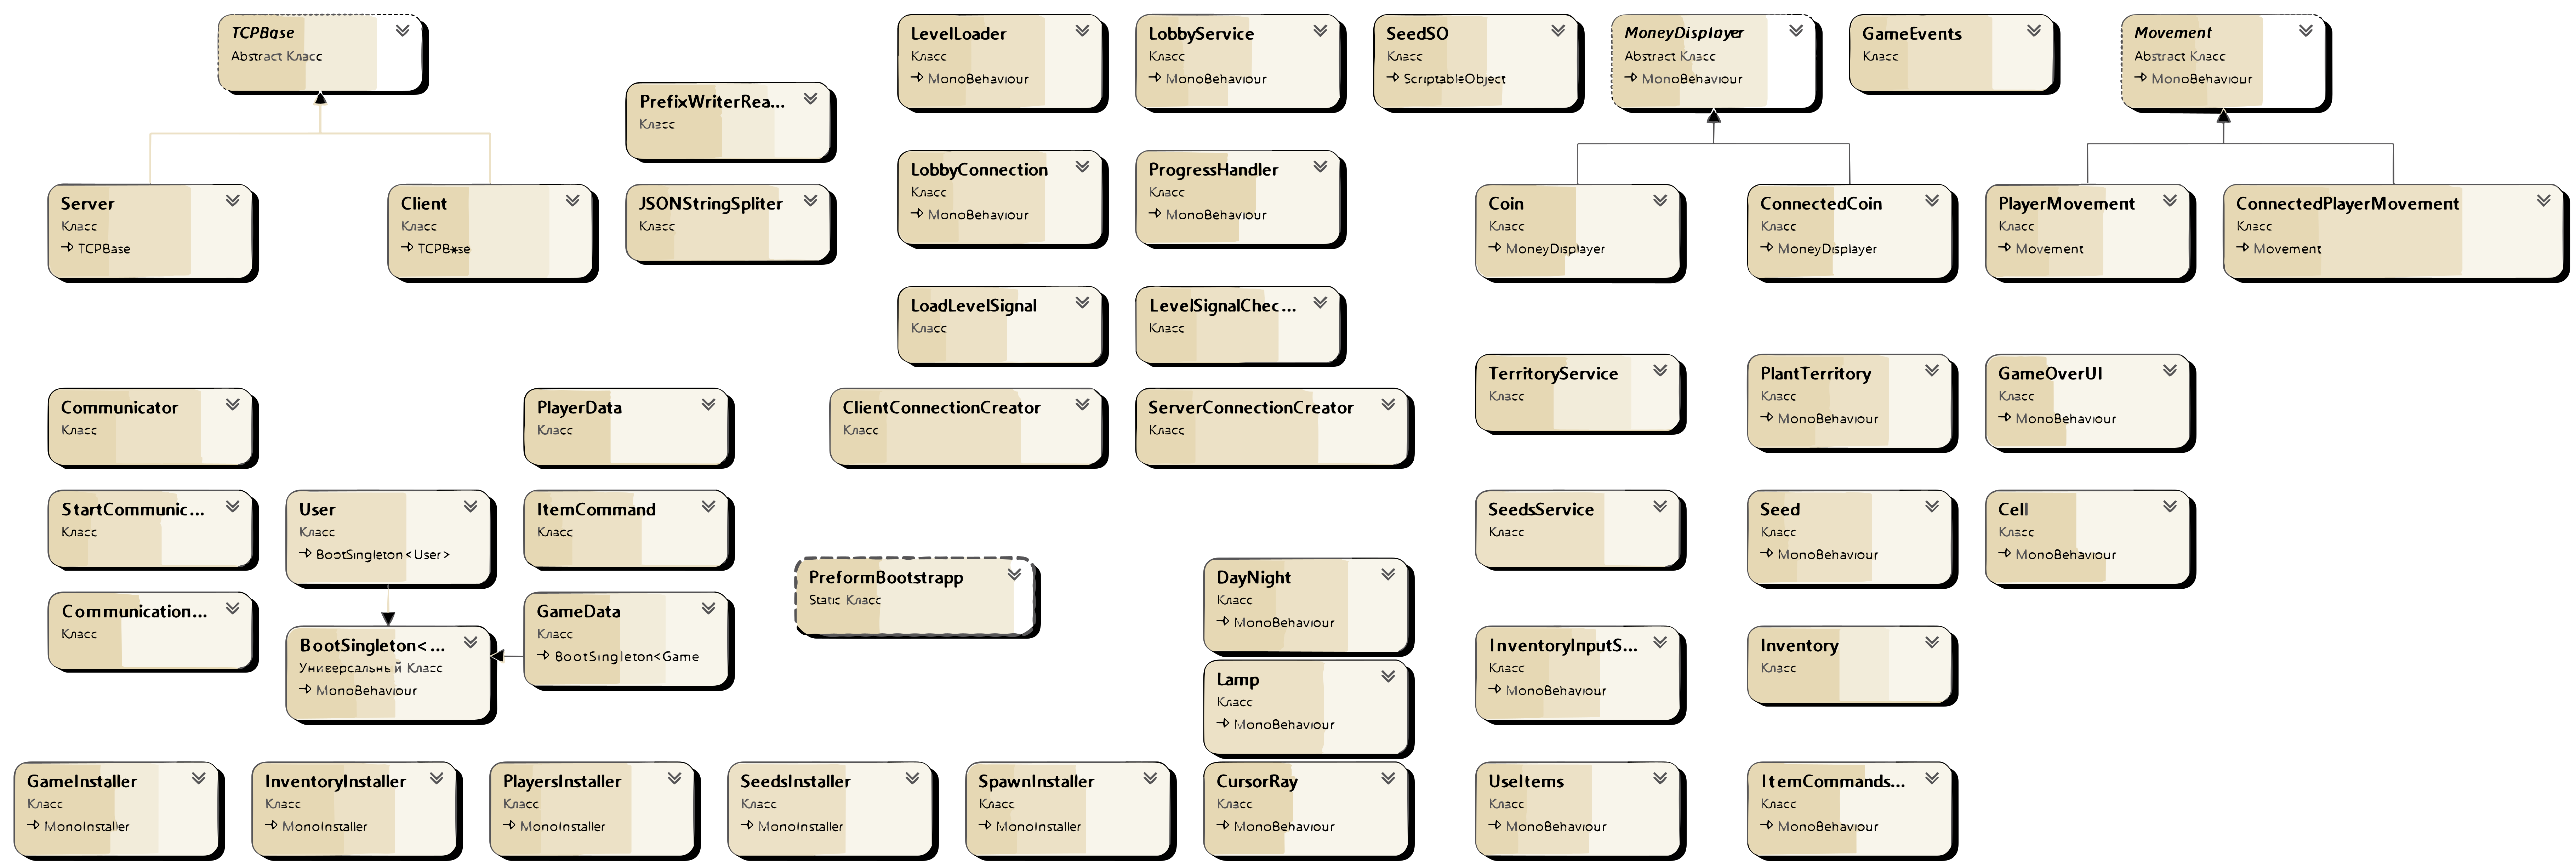 TCPBase
Abstract Класс
LevelLoader
Класс
MonoBehaviour
LobbyService
Класс
MonoBehaviour
SeedSO
Класс
ScriptableObject
MoneyDisplayer
Abstract Класс
MonoBehaviour
GameEvents
Класс
Movement
Abstract Класс
MonoBehaviour
PrefixWriterRea...
Класс
LobbyConnection
Класс
MonoBehaviour
ProgressHandler
Класс
MonoBehaviour
Server
Класс
TCPBase
Client
Класс
JSONStringSpliter
Класс
Coin
Класс
MoneyDisplayer
ConnectedCoin
Класс
MoneyDisplayer
PlayerMovement
Класс
Movement
ConnectedPlayerMovement
Класс
Movement
LoadLevelSignal
Класс
LevelSignalChec...
Класс
TerritoryService
Класс
PlantTerritory
Класс
MonoBehaviour
GameOverUI
Класс
MonoBehaviour
Communicator
Класс
PlayerData
Класс
ClientConnectionCreator
Класс
ServerConnectionCreator
Класс
StartCommunic...
Класс
User
Класс
BootSingleton<User>
ItemCommand
Класс
SeedsService
Класс
Seed
Класс
MonoBehaviour
Cell
Класс
MonoBehaviour
PreformBootstrapp
Static Класс
DayNight
Класс
MonoBehaviour
Communication...
Класс
BootSingleton<...
Универсальный Класс
MonoBehaviour
GameData
Класс
BootSingleton<Game
InventoryInputS...
Класс
MonoBehaviour
Inventory
Класс
Lamp
Класс
MonoBehaviour
GameInstaller
Класс
MonoInstaller
InventoryInstaller
Класс
MonoInstaller
PlayersInstaller
Класс
MonoInstaller
SeedsInstaller
Класс
MonoInstaller
SpawnInstaller
Класс
MonoInstaller
CursorRay
Класс
MonoBehaviour
UseItems
Класс
MonoBehaviour
ItemCommands...
Класс
MonoBehaviour